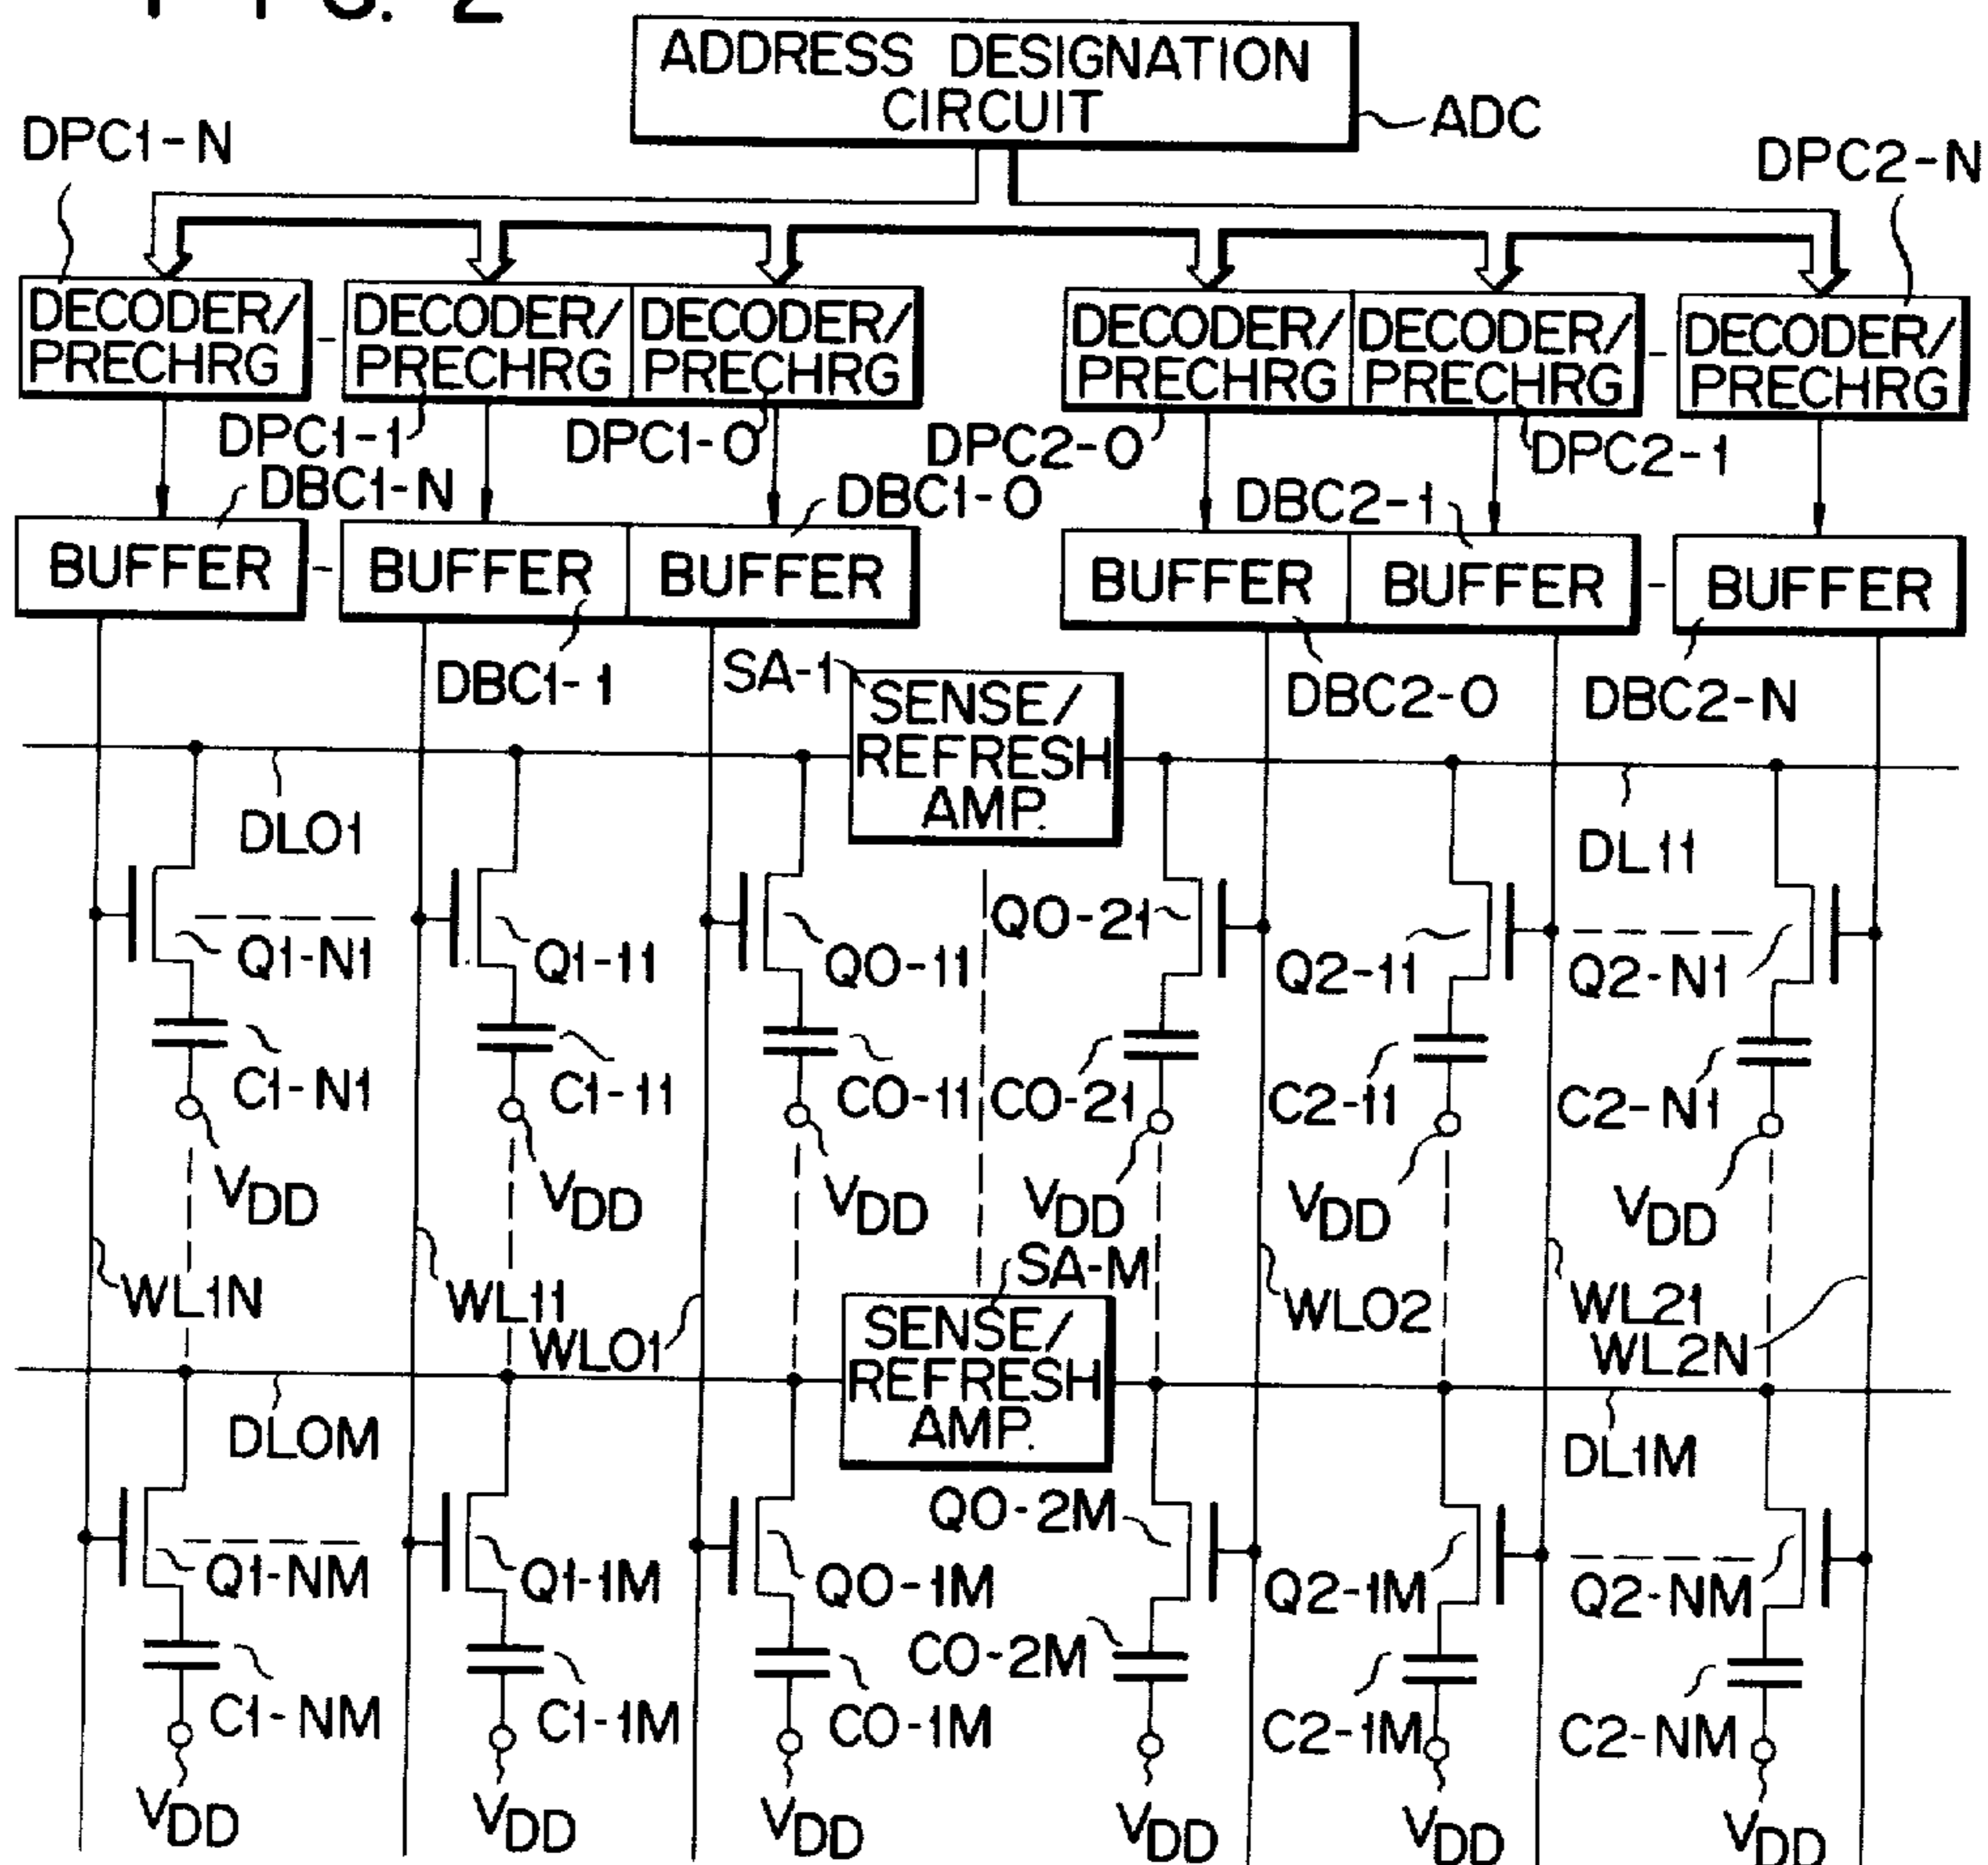 FIG. 2
ADDRESS DESIGNATION
CIRCUIT
ADC
DPC1-N
DPC2-N
DECODER/
PRECHRG
DECODER/
PRECHRG
DECODER/
PRECHRG
DECODER/
PRECHRG
DECODER/
PRECHRG
DECODER/
PRECHRG
DPC1-1
DPC1-0
DPC2-0
DPC2-1
DBC1-N
DBC1-0
DBC2-1
BUFFER
BUFFER
BUFFER
BUFFER
BUFFER
BUFFER
DBC1-1
SA-1
DBC2-0
DBC2-N
SENSE/
REFRESH
AMP.
DL01
DL11
Q1-N1
Q1-11
Q0-11
Q0-21
Q2-11
Q2-N1
C1-N1
C1-11
C0-11
C0-21
C2-11
C2-N1
VDD
VDD
VDD
VDD
VDD
VDD
WL1N
WL11
WL01
SA-M
WL02
WL21
WL2N
SENSE/
REFRESH
AMP.
DL0M
DL1M
Q1-NM
Q1-1M
Q0-1M
Q0-2M
Q2-1M
Q2-NM
C1-NM
C1-1M
C0-1M
C0-2M
C2-1M
C2-NM
VDD
VDD
VDD
VDD
VDD
VDD